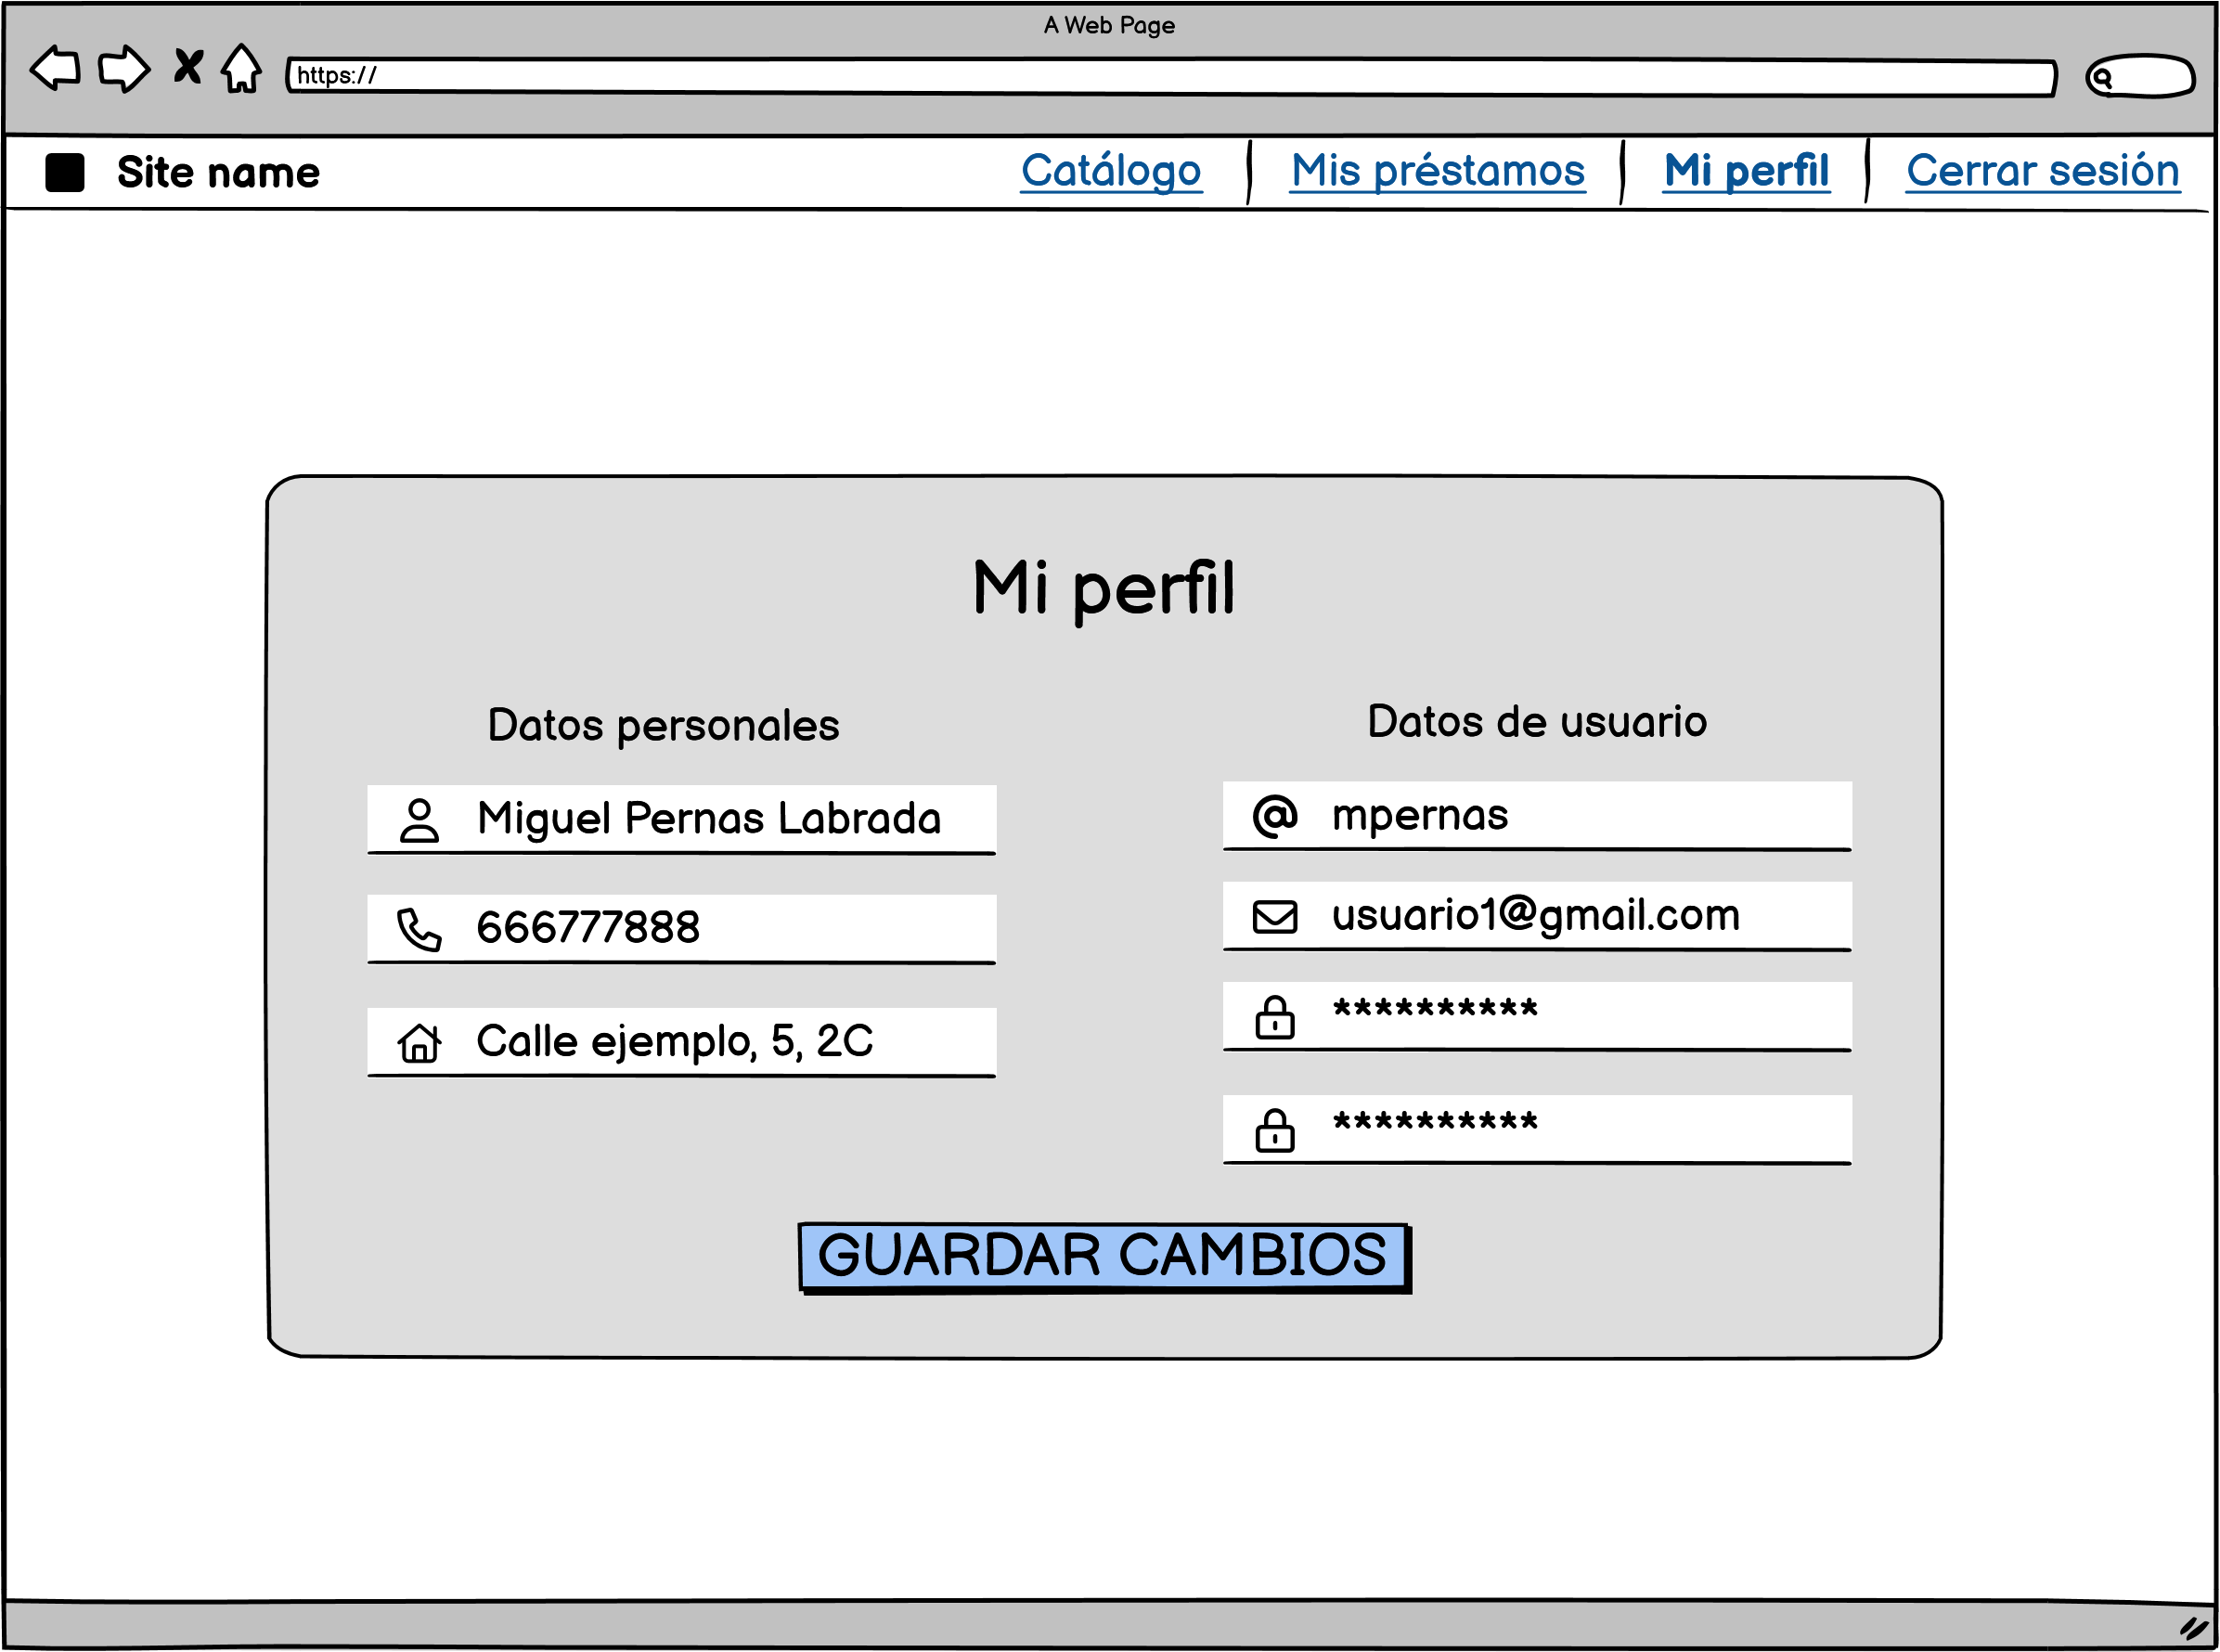 A Web Page
https://
Site name
Catálogo
Mis préstamos
Mi perfil
Cerrar sesión
Mi perfil
Datos personales
Miguel Pernas Labrada
666777888
Calle ejemplo, 5, 2C
Datos de usuario
@ mpernas
usuario1@gmail.com
**********
**********
GUARDAR CAMBIOS